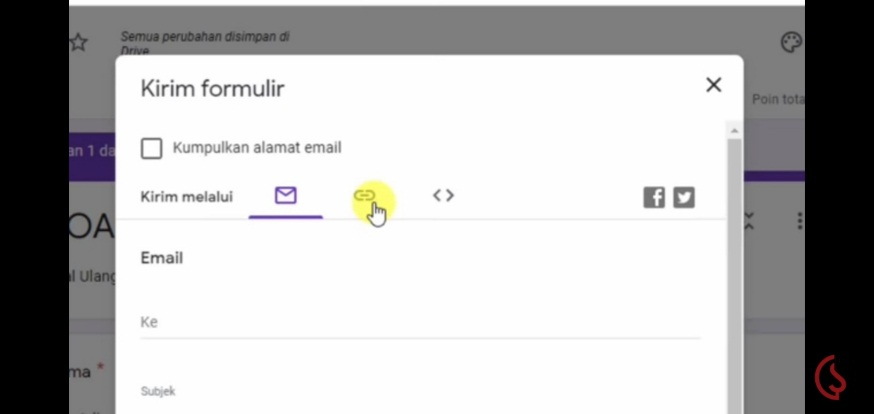 Semua perubahan disimpan di
Drive
Kirim formulir
Poin tota
an 1 da
Kumpulkan alamat email
Kirim melalui
OA
al Ulang
Email
Ke
ma *
Subjek